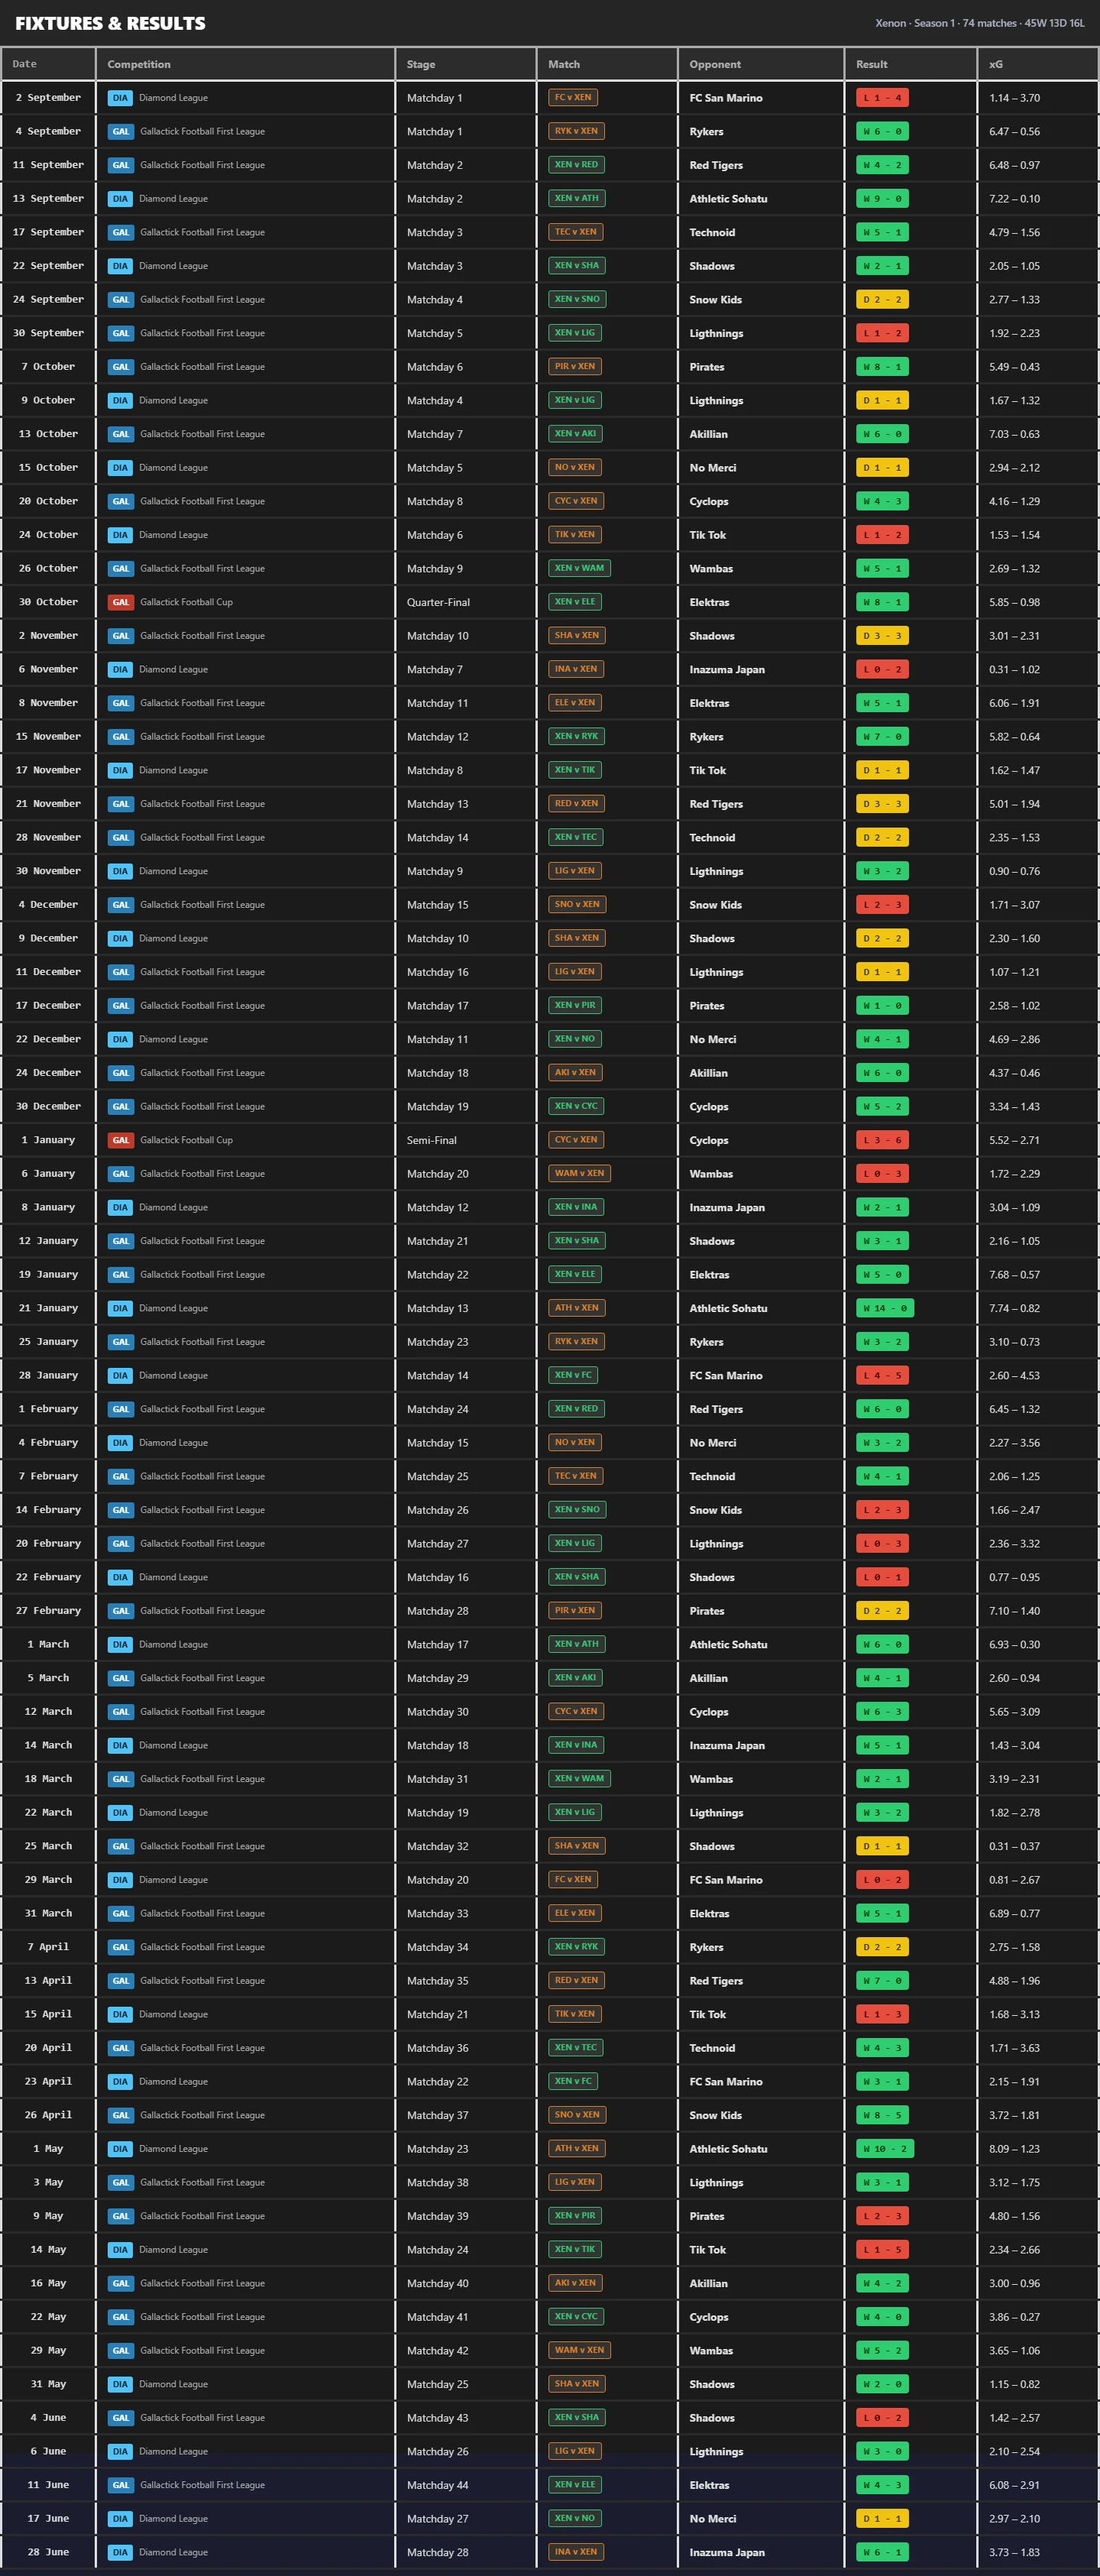 FIXTURES & RESULTS Xenon · Season 1 · 74 matches · 45W 13D 16L
Date Competition Stage Match Opponent Result xG
2 September DIA Diamond League Matchday 1 FC v XEN FC San Marino L 1 - 4 1.14 – 3.70
4 September GAL Gallactick Football First League Matchday 1 RYK v XEN Rykers W 6 - 0 6.47 – 0.56
11 September GAL Gallactick Football First League Matchday 2 XEN v RED Red Tigers W 4 - 2 6.48 – 0.97
13 September DIA Diamond League Matchday 2 XEN v ATH Athletic Sohatu W 9 - 0 7.22 – 0.10
17 September GAL Gallactick Football First League Matchday 3 TEC v XEN Technoid W 5 - 1 4.79 – 1.56
22 September DIA Diamond League Matchday 3 XEN v SHA Shadows W 2 - 1 2.05 – 1.05
24 September GAL Gallactick Football First League Matchday 4 XEN v SNO Snow Kids D 2 - 2 2.77 – 1.33
30 September GAL Gallactick Football First League Matchday 5 XEN v LIG Ligthnings L 1 - 2 1.92 – 2.23
7 October GAL Gallactick Football First League Matchday 6 PIR v XEN Pirates W 8 - 1 5.49 – 0.43
9 October DIA Diamond League Matchday 4 XEN v LIG Ligthnings D 1 - 1 1.67 – 1.32
13 October GAL Gallactick Football First League Matchday 7 XEN v AKI Akillian W 6 - 0 7.03 – 0.63
15 October DIA Diamond League Matchday 5 NO v XEN No Merci D 1 - 1 2.94 – 2.12
20 October GAL Gallactick Football First League Matchday 8 CYC v XEN Cyclops W 4 - 3 4.16 – 1.29
24 October DIA Diamond League Matchday 6 TIK v XEN Tik Tok L 1 - 2 1.53 – 1.54
26 October GAL Gallactick Football First League Matchday 9 XEN v WAM Wambas W 5 - 1 2.69 – 1.32
30 October GAL Gallactick Football Cup Quarter-Final XEN v ELE Elektras W 8 - 1 5.85 – 0.98
2 November GAL Gallactick Football First League Matchday 10 SHA v XEN Shadows D 3 - 3 3.01 – 2.31
6 November DIA Diamond League Matchday 7 INA v XEN Inazuma Japan L 0 - 2 0.31 – 1.02
8 November GAL Gallactick Football First League Matchday 11 ELE v XEN Elektras W 5 - 1 6.06 – 1.91
15 November GAL Gallactick Football First League Matchday 12 XEN v RYK Rykers W 7 - 0 5.82 – 0.64
17 November DIA Diamond League Matchday 8 XEN v TIK Tik Tok D 1 - 1 1.62 – 1.47
21 November GAL Gallactick Football First League Matchday 13 RED v XEN Red Tigers D 3 - 3 5.01 – 1.94
28 November GAL Gallactick Football First League Matchday 14 XEN v TEC Technoid D 2 - 2 2.35 – 1.53
30 November DIA Diamond League Matchday 9 LIG v XEN Ligthnings W 3 - 2 0.90 – 0.76
4 December GAL Gallactick Football First League Matchday 15 SNO v XEN Snow Kids L 2 - 3 1.71 – 3.07
9 December DIA Diamond League Matchday 10 SHA v XEN Shadows D 2 - 2 2.30 – 1.60
11 December GAL Gallactick Football First League Matchday 16 LIG v XEN Ligthnings D 1 - 1 1.07 – 1.21
17 December GAL Gallactick Football First League Matchday 17 XEN v PIR Pirates W 1 - 0 2.58 – 1.02
22 December DIA Diamond League Matchday 11 XEN v NO No Merci W 4 - 1 4.69 – 2.86
24 December GAL Gallactick Football First League Matchday 18 AKI v XEN Akillian W 6 - 0 4.37 – 0.46
30 December GAL Gallactick Football First League Matchday 19 XEN v CYC Cyclops W 5 - 2 3.34 – 1.43
1 January GAL Gallactick Football Cup Semi-Final CYC v XEN Cyclops L 3 - 6 5.52 – 2.71
6 January GAL Gallactick Football First League Matchday 20 WAM v XEN Wambas L 0 - 3 1.72 – 2.29
8 January DIA Diamond League Matchday 12 XEN v INA Inazuma Japan W 2 - 1 3.04 – 1.09
12 January GAL Gallactick Football First League Matchday 21 XEN v SHA Shadows W 3 - 1 2.16 – 1.05
19 January GAL Gallactick Football First League Matchday 22 XEN v ELE Elektras W 5 - 0 7.68 – 0.57
21 January DIA Diamond League Matchday 13 ATH v XEN Athletic Sohatu W 14 - 0 7.74 – 0.82
25 January GAL Gallactick Football First League Matchday 23 RYK v XEN Rykers W 3 - 2 3.10 – 0.73
28 January DIA Diamond League Matchday 14 XEN v FC FC San Marino L 4 - 5 2.60 – 4.53
1 February GAL Gallactick Football First League Matchday 24 XEN v RED Red Tigers W 6 - 0 6.45 – 1.32
4 February DIA Diamond League Matchday 15 NO v XEN No Merci W 3 - 2 2.27 – 3.56
7 February GAL Gallactick Football First League Matchday 25 TEC v XEN Technoid W 4 - 1 2.06 – 1.25
14 February GAL Gallactick Football First League Matchday 26 XEN v SNO Snow Kids L 2 - 3 1.66 – 2.47
20 February GAL Gallactick Football First League Matchday 27 XEN v LIG Ligthnings L 0 - 3 2.36 – 3.32
22 February DIA Diamond League Matchday 16 XEN v SHA Shadows L 0 - 1 0.77 – 0.95
27 February GAL Gallactick Football First League Matchday 28 PIR v XEN Pirates D 2 - 2 7.10 – 1.40
1 March DIA Diamond League Matchday 17 XEN v ATH Athletic Sohatu W 6 - 0 6.93 – 0.30
5 March GAL Gallactick Football First League Matchday 29 XEN v AKI Akillian W 4 - 1 2.60 – 0.94
12 March GAL Gallactick Football First League Matchday 30 CYC v XEN Cyclops W 6 - 3 5.65 – 3.09
14 March DIA Diamond League Matchday 18 XEN v INA Inazuma Japan W 5 - 1 1.43 – 3.04
18 March GAL Gallactick Football First League Matchday 31 XEN v WAM Wambas W 2 - 1 3.19 – 2.31
22 March DIA Diamond League Matchday 19 XEN v LIG Ligthnings W 3 - 2 1.82 – 2.78
25 March GAL Gallactick Football First League Matchday 32 SHA v XEN Shadows D 1 - 1 0.31 – 0.37
29 March DIA Diamond League Matchday 20 FC v XEN FC San Marino L 0 - 2 0.81 – 2.67
31 March GAL Gallactick Football First League Matchday 33 ELE v XEN Elektras W 5 - 1 6.89 – 0.77
7 April GAL Gallactick Football First League Matchday 34 XEN v RYK Rykers D 2 - 2 2.75 – 1.58
13 April GAL Gallactick Football First League Matchday 35 RED v XEN Red Tigers W 7 - 0 4.88 – 1.96
15 April DIA Diamond League Matchday 21 TIK v XEN Tik Tok L 1 - 3 1.68 – 3.13
20 April GAL Gallactick Football First League Matchday 36 XEN v TEC Technoid W 4 - 3 1.71 – 3.63
23 April DIA Diamond League Matchday 22 XEN v FC FC San Marino W 3 - 1 2.15 – 1.91
26 April GAL Gallactick Football First League Matchday 37 SNO v XEN Snow Kids W 8 - 5 3.72 – 1.81
1 May DIA Diamond League Matchday 23 ATH v XEN Athletic Sohatu W 10 - 2 8.09 – 1.23
3 May GAL Gallactick Football First League Matchday 38 LIG v XEN Ligthnings W 3 - 1 3.12 – 1.75
9 May GAL Gallactick Football First League Matchday 39 XEN v PIR Pirates L 2 - 3 4.80 – 1.56
14 May DIA Diamond League Matchday 24 XEN v TIK Tik Tok L 1 - 5 2.34 – 2.66
16 May GAL Gallactick Football First League Matchday 40 AKI v XEN Akillian W 4 - 2 3.00 – 0.96
22 May GAL Gallactick Football First League Matchday 41 XEN v CYC Cyclops W 4 - 0 3.86 – 0.27
29 May GAL Gallactick Football First League Matchday 42 WAM v XEN Wambas W 5 - 2 3.65 – 1.06
31 May DIA Diamond League Matchday 25 SHA v XEN Shadows W 2 - 0 1.15 – 0.82
4 June GAL Gallactick Football First League Matchday 43 XEN v SHA Shadows L 0 - 2 1.42 – 2.57
6 June DIA Diamond League Matchday 26 LIG v XEN Ligthnings W 3 - 0 2.10 – 2.54
11 June GAL Gallactick Football First League Matchday 44 XEN v ELE Elektras W 4 - 3 6.08 – 2.91
17 June DIA Diamond League Matchday 27 XEN v NO No Merci D 1 - 1 2.97 – 2.10
28 June DIA Diamond League Matchday 28 INA v XEN Inazuma Japan W 6 - 1 3.73 – 1.83